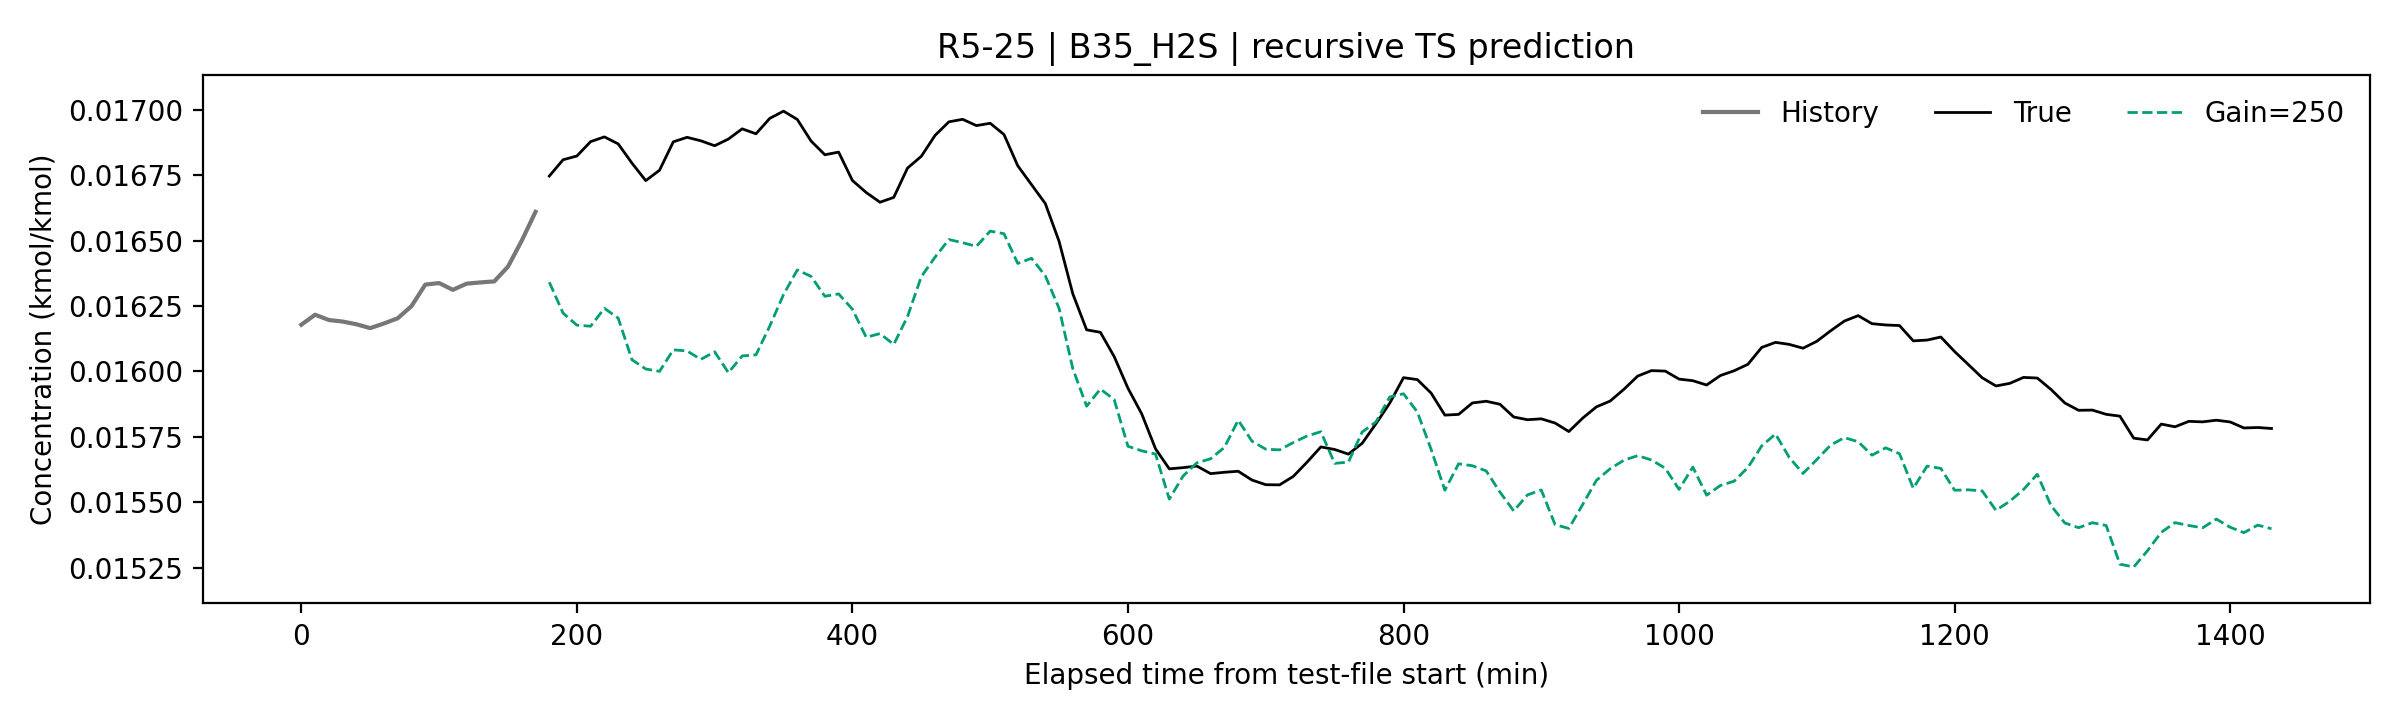 R5-25 | B35_H2S | recursive TS prediction
History
True
Gain=250
Concentration (kmol/kmol)
0.01700
0.01675
0.01650
0.01625
0.01600
0.01575
0.01550
0.01525
0
200
400
600
800
1000
1200
1400
Elapsed time from test-file start (min)